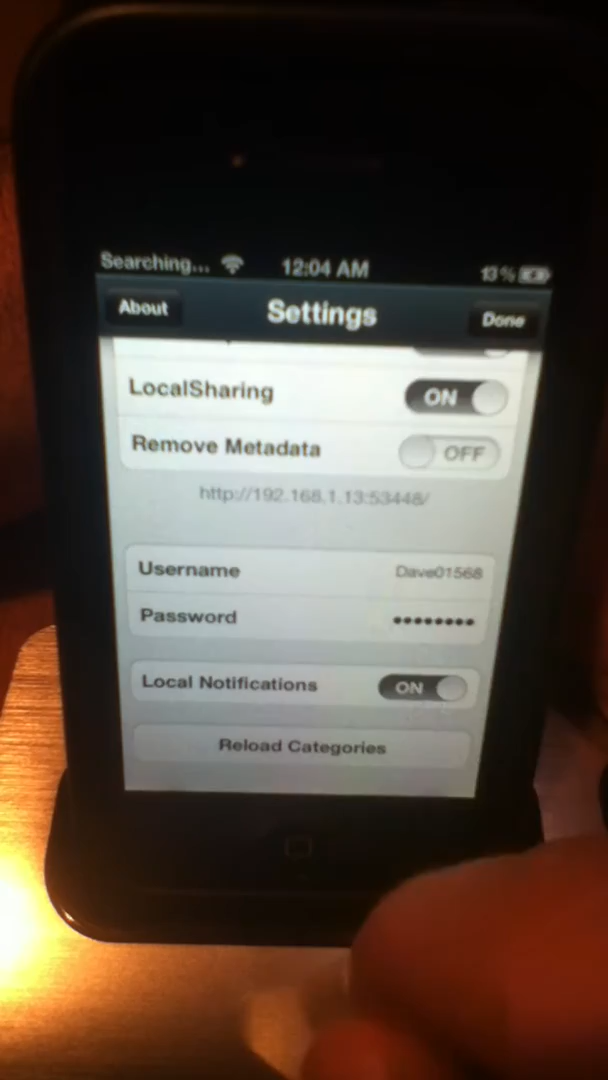 Searching... 12:04 AM 13%
About Settings Done
LocalSharing ON
Remove Metadata OFF
http://192.168.1.13:53448/
Username Dave01568
Password ••••••••
Local Notifications ON
Reload Categories